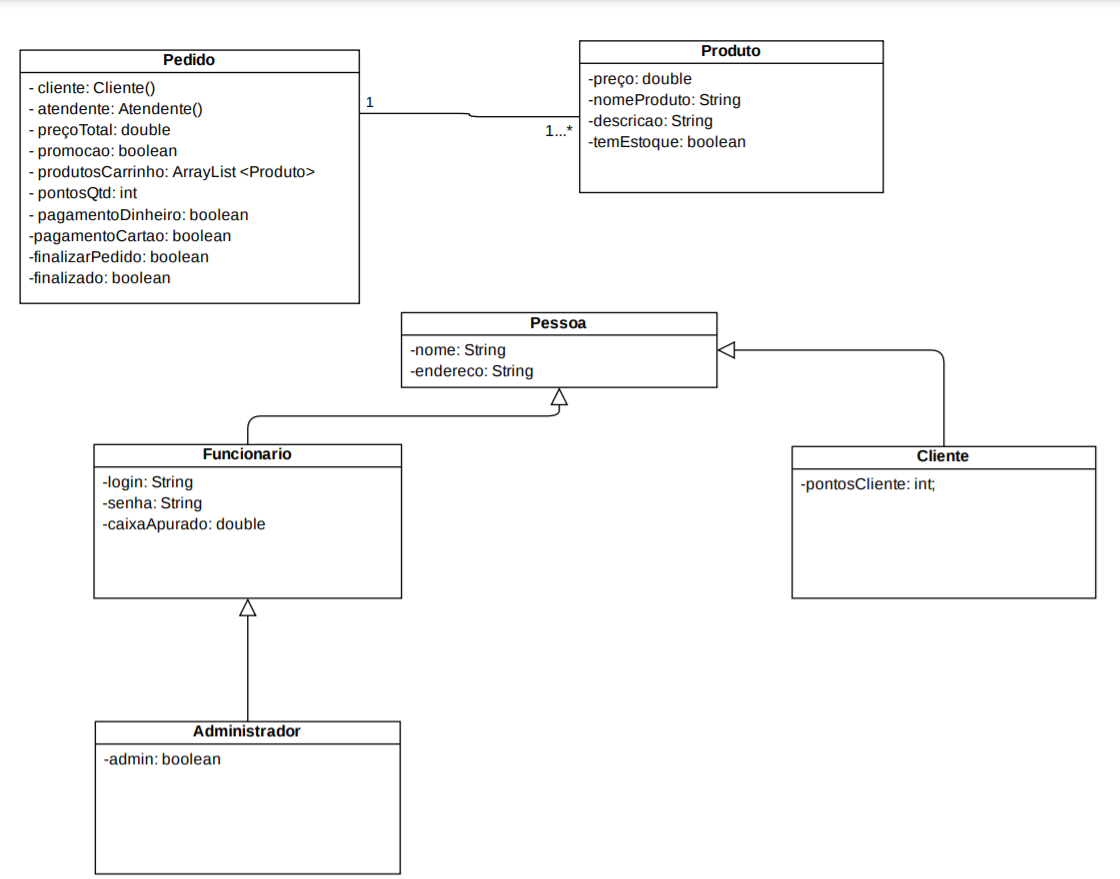 Pedido
- cliente: Cliente()
- atendente: Atendente()
- preçoTotal: double
- promocao: boolean
- produtosCarrinho: ArrayList <Produto>
- pontosQtd: int
- pagamentoDinheiro: boolean
-pagamentoCartao: boolean
-finalizarPedido: boolean
-finalizado: boolean
1
1...*
Produto
-preço: double
-nomeProduto: String
-descricao: String
-temEstoque: boolean
Pessoa
-nome: String
-endereco: String
Funcionario
-login: String
-senha: String
-caixaApurado: double
Cliente
-pontosCliente: int;
Administrador
-admin: boolean